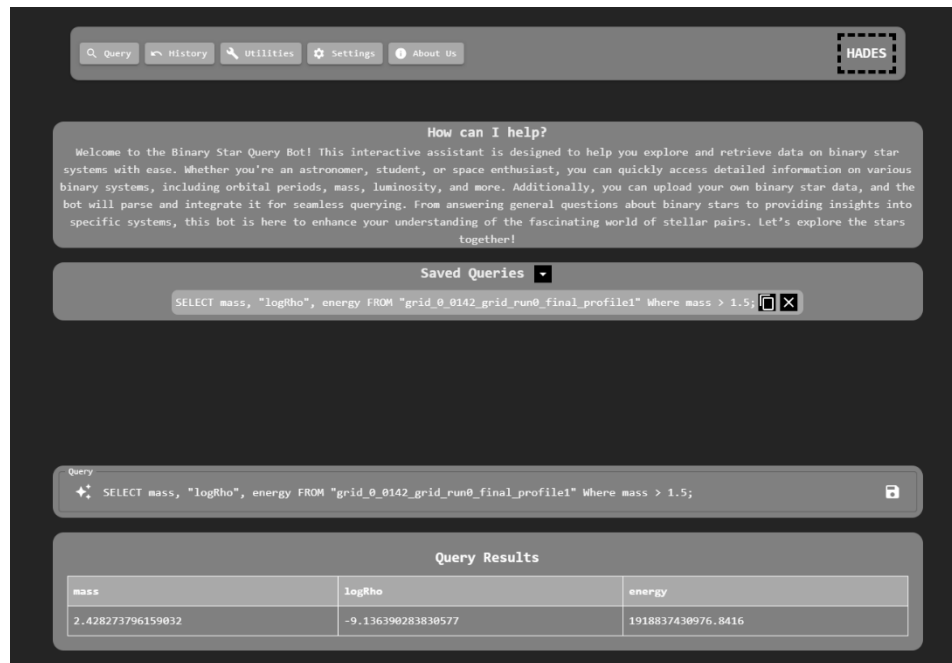 Query History Utilities Settings About Us HADES
How can I help?
Welcome to the Binary Star Query Bot! This interactive assistant is designed to help you explore and retrieve data on binary star
systems with ease. Whether you're an astronomer, student, or space enthusiast, you can quickly access detailed information on various
binary systems, including orbital periods, mass, luminosity, and more. Additionally, you can upload your own binary star data, and the
bot will parse and integrate it for seamless querying. From answering general questions about binary stars to providing insights into
specific systems, this bot is here to enhance your understanding of the fascinating world of stellar pairs. Let's explore the stars
together!
Saved Queries
SELECT mass, "logRho", energy FROM "grid_0_0142_grid_run0_final_profile1" Where mass > 1.5;
Query
SELECT mass, "logRho", energy FROM "grid_0_0142_grid_run0_final_profile1" Where mass > 1.5;
Query Results
mass logRho energy
2.428273796159032 -9.136390283830577 1918837430976.8416